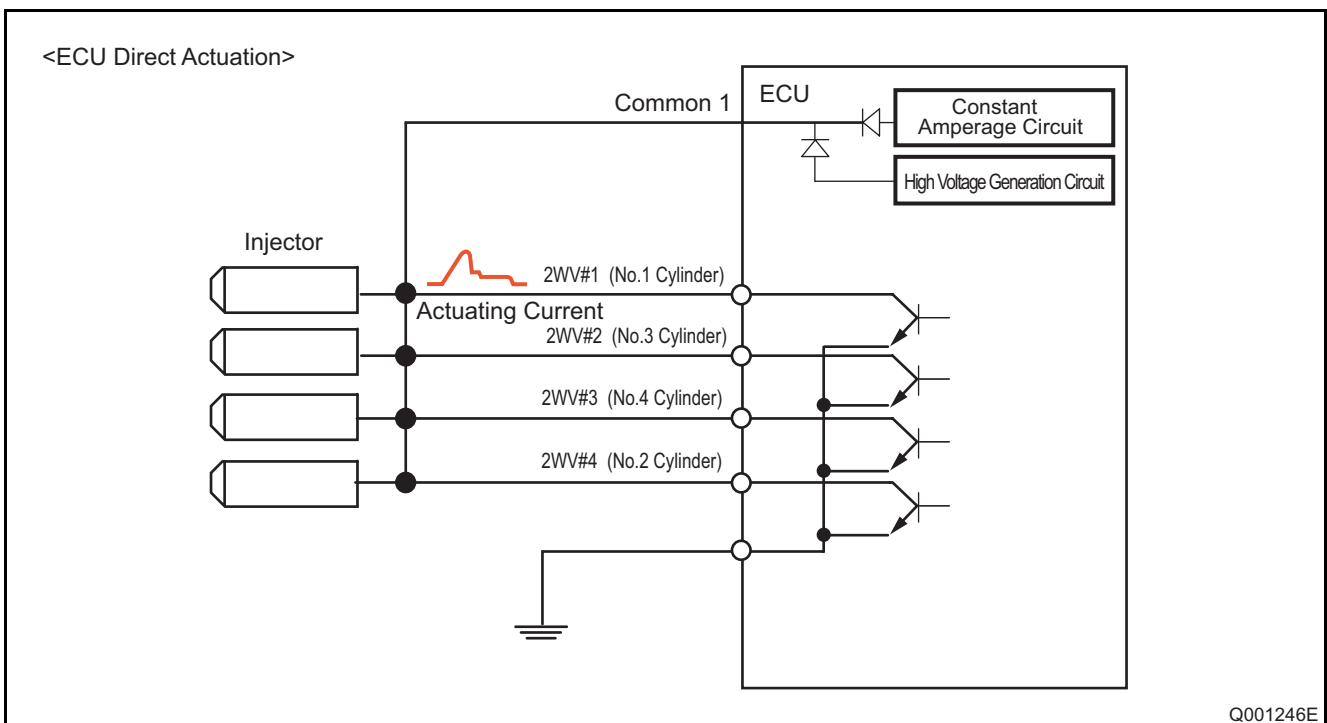 <ECU Direct Actuation>
Common 1
ECU
Constant
Amperage Circuit
High Voltage Generation Circuit
Injector
2WV#1 (No.1 Cylinder)
Actuating Current
2WV#2 (No.3 Cylinder)
2WV#3 (No.4 Cylinder)
2WV#4 (No.2 Cylinder)
Q001246E